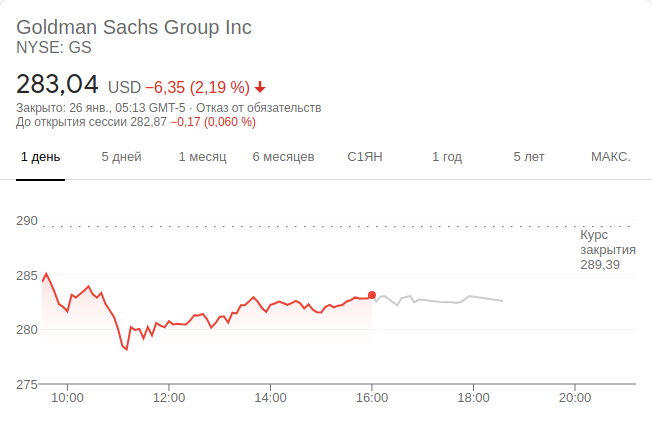 Goldman Sachs Group Inc
NYSE: GS
283,04 USD −6,35 (2,19 %)
Закрыто: 26 янв., 05:13 GMT-5 · Отказ от обязательств
До открытия сессии 282,87 −0,17 (0,060 %)
1 день 5 дней 1 месяц 6 месяцев С1ЯН 1 год 5 лет МАКС.
290
Курс
закрытия
289,39
285
280
275
10:00 12:00 14:00 16:00 18:00 20:00